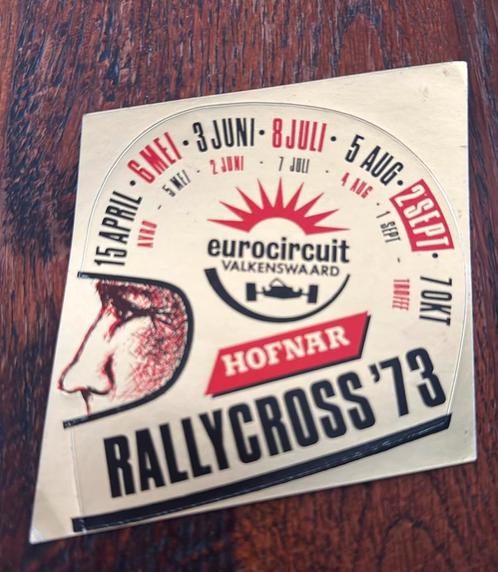 15 APRIL · 6 MEI · 3 JUNI · 8 JULI · 5 AUG · 2 SEPT · 7 OKT
AVRO - 5 MEI - 2 JUNI - 7 JULI - 4 AUG - 1 SEPT - TROFEE
eurocircuit
VALKENSWAARD
HOFNAR
RALLYCROSS '73